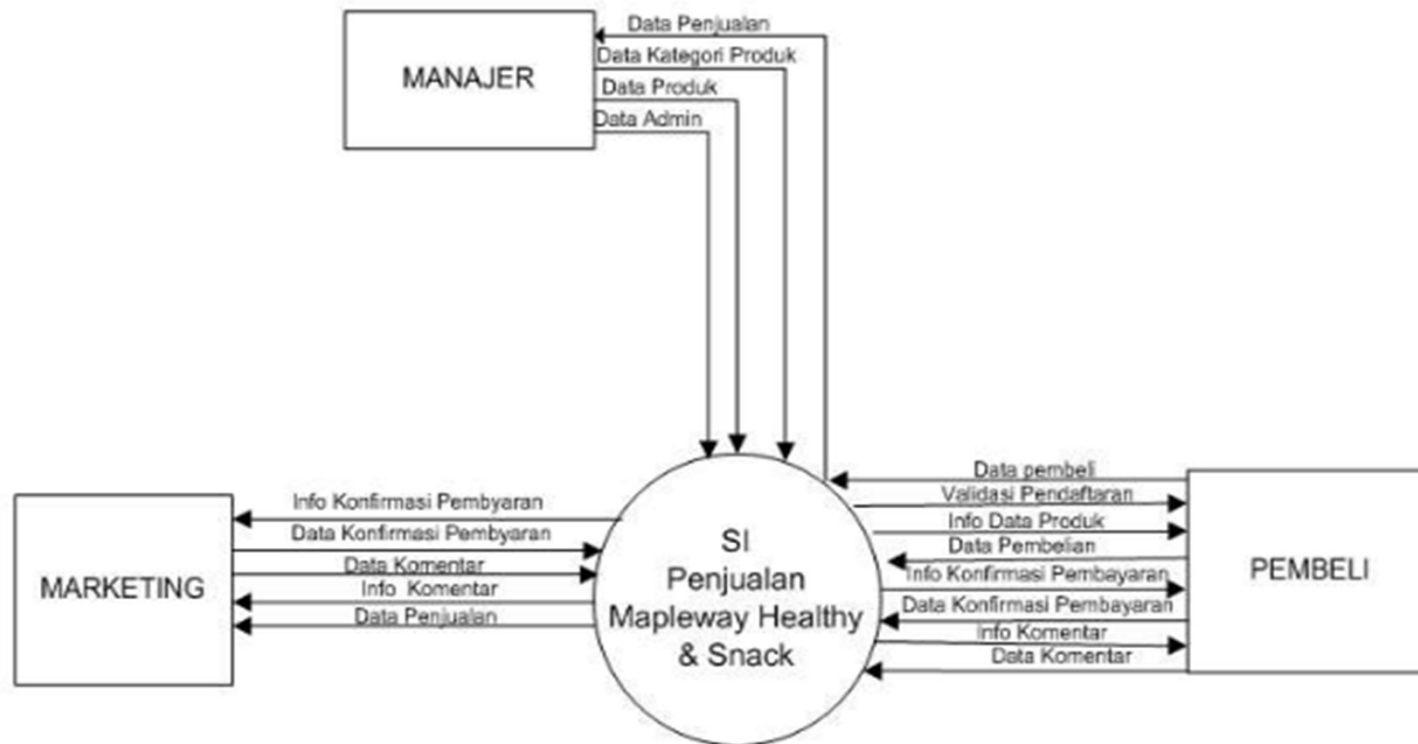 Data Penjualan
MANAJER
Data Kategori Produk
Data Produk
Data Admin
Data pembeli
Validasi Pendaftaran
Info Data Produk
Data Pembelian
Info Konfirmasi Pembayaran
Data Konfirmasi Pembayaran
Info Komentar
Data Komentar
PEMBELI
Info Konfirmasi Pembyaran
Data Konfirmasi Pembyaran
Data Komentar
Info Komentar
Data Penjualan
MARKETING
SI
Penjualan
Mapleway Healthy
& Snack